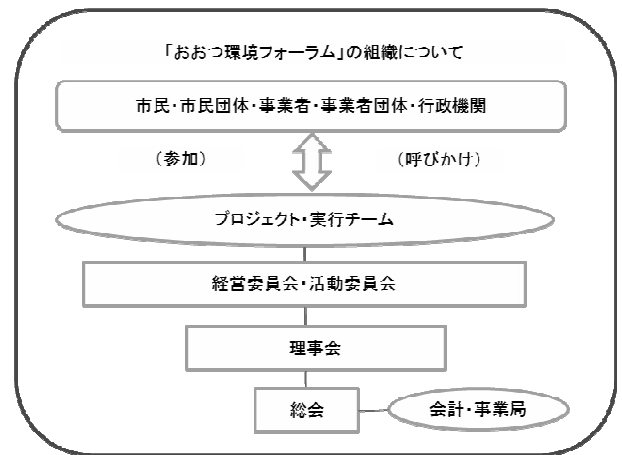 「おおつ環境フォーラム」の組織について
市民・市民団体・事業者・事業者団体・行政機関
（参加）
（呼びかけ）
プロジェクト・実行チーム
経営委員会・活動委員会
理事会
総会
会計・事業局